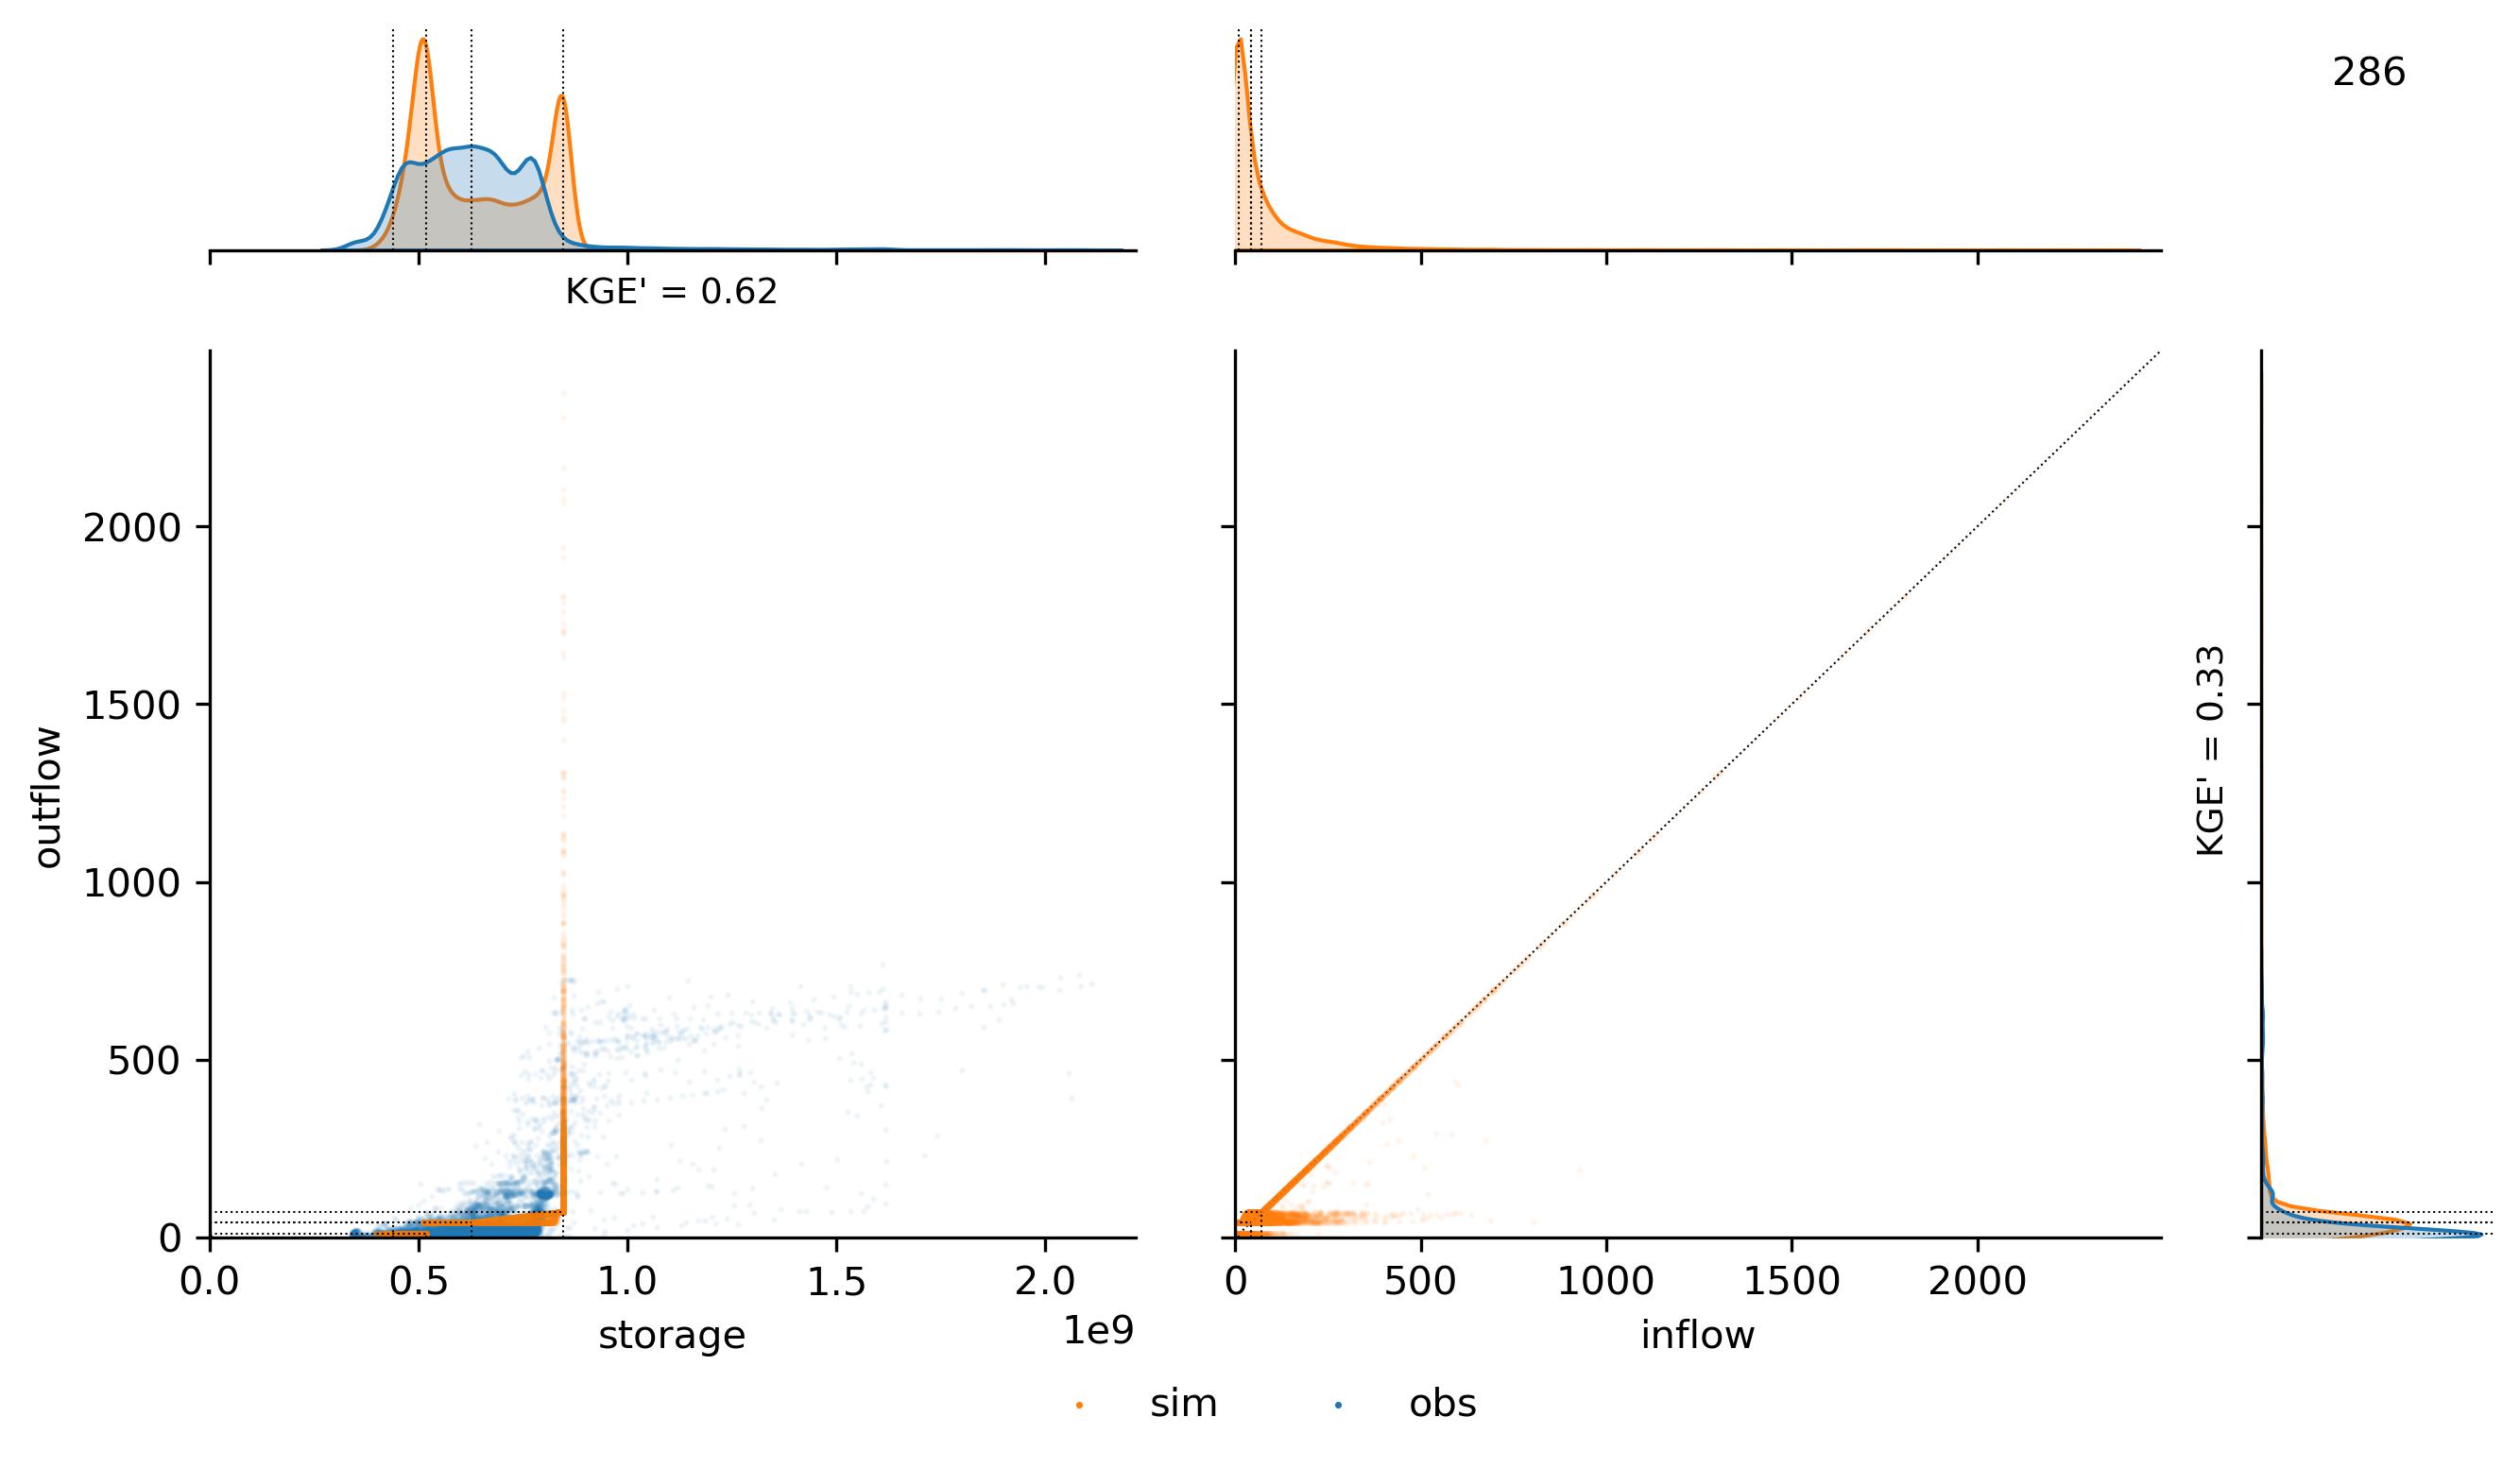 286
KGE' = 0.62
outflow
2000
1500
1000
500
0
KGE' = 0.33
0.0 0.5 1.0 1.5 2.0
1e9
storage
0 500 1000 1500 2000
inflow
sim obs